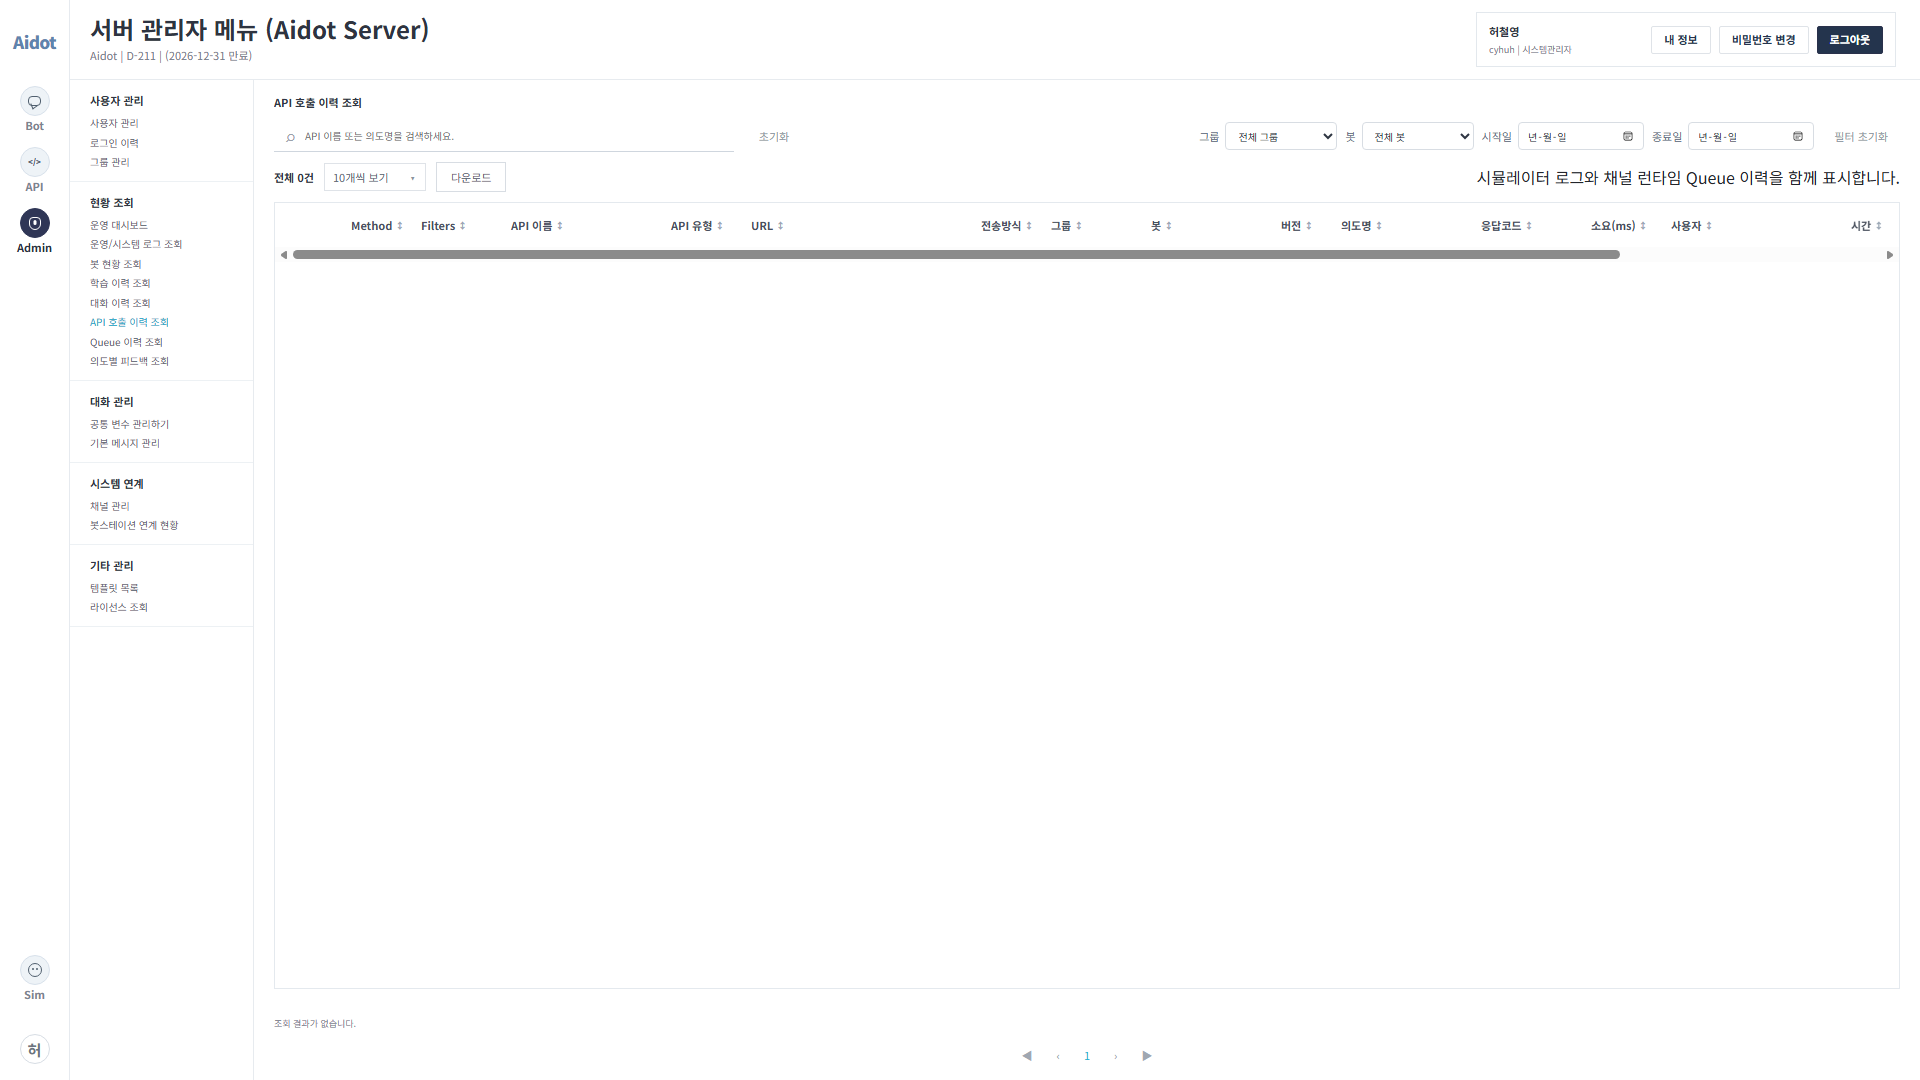 Aidot
Bot
</>
API
Admin
Sim
허
서버 관리자 메뉴 (Aidot Server)
Aidot | D-211 | (2026-12-31 만료)
허철영
cyhuh | 시스템관리자
내 정보
비밀번호 변경
로그아웃
사용자 관리
사용자 관리
로그인 이력
그룹 관리
현황 조회
운영 대시보드
운영/시스템 로그 조회
봇 현황 조회
학습 이력 조회
대화 이력 조회
API 호출 이력 조회
Queue 이력 조회
의도별 피드백 조회
대화 관리
공통 변수 관리하기
기본 메시지 관리
시스템 연계
채널 관리
봇스테이션 연계 현황
기타 관리
템플릿 목록
라이선스 조회
API 호출 이력 조회
API 이름 또는 의도명을 검색하세요. 초기화
그룹 전체 그룹 봇 전체 봇 시작일 년-월-일 종료일 년-월-일 필터 초기화
전체 0건 10개씩 보기 다운로드
시뮬레이터 로그와 채널 런타임 Queue 이력을 함께 표시합니다.
Method Filters API 이름 API 유형 URL 전송방식 그룹 봇 버전 의도명 응답코드 소요(ms) 사용자 시간
조회 결과가 없습니다.
◀ ‹ 1 › ▶